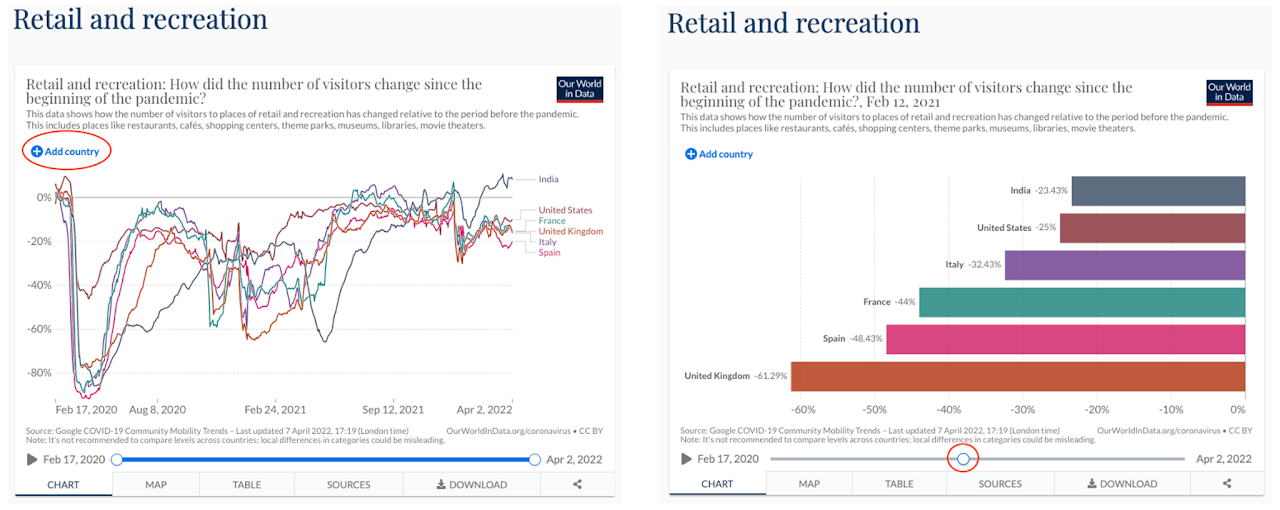 Retail and recreation
Retail and recreation: How did the number of visitors change since the
beginning of the pandemic?
Our World
in Data
This data shows how the number of visitors to places of retail and recreation has changed relative to the period before the pandemic.
This includes places like restaurants, cafés, shopping centers, theme parks, museums, libraries, movie theaters.
Add country
0%
-20%
-40%
-60%
-80%
India
United States
France
United Kingdom
Italy
Spain
Feb 17, 2020 Aug 8, 2020 Feb 24, 2021 Sep 12, 2021 Apr 2, 2022
Source: Google COVID-19 Community Mobility Trends – Last updated 7 April 2022, 17:19 (London time) OurWorldInData.org/coronavirus • CC BY
Note: It's not recommended to compare levels across countries; local differences in categories could be misleading.
Feb 17, 2020 Apr 2, 2022
CHART MAP TABLE SOURCES DOWNLOAD
Retail and recreation
Retail and recreation: How did the number of visitors change since the
beginning of the pandemic?, Feb 12, 2021
Our World
in Data
This data shows how the number of visitors to places of retail and recreation has changed relative to the period before the pandemic.
This includes places like restaurants, cafés, shopping centers, theme parks, museums, libraries, movie theaters.
Add country
India -23.43%
United States -25%
Italy -32.43%
France -44%
Spain -48.43%
United Kingdom -61.29%
-60% -50% -40% -30% -20% -10% 0%
Source: Google COVID-19 Community Mobility Trends – Last updated 7 April 2022, 17:19 (London time) OurWorldInData.org/coronavirus • CC BY
Note: It's not recommended to compare levels across countries; local differences in categories could be misleading.
Feb 17, 2020 Apr 2, 2022
CHART MAP TABLE SOURCES DOWNLOAD